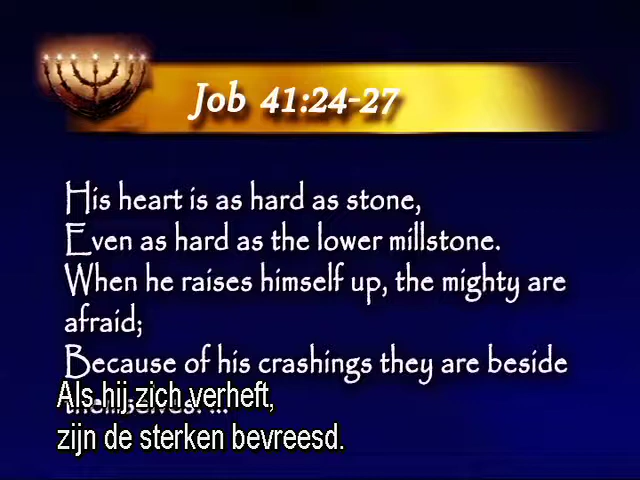 Job 41:24-27
His heart is as hard as stone,
Even as hard as the lower millstone.
When he raises himself up, the mighty are
afraid;
Because of his crashings they are beside
themselves. ...
Als hij zich verheft,
zijn de sterken bevreesd.